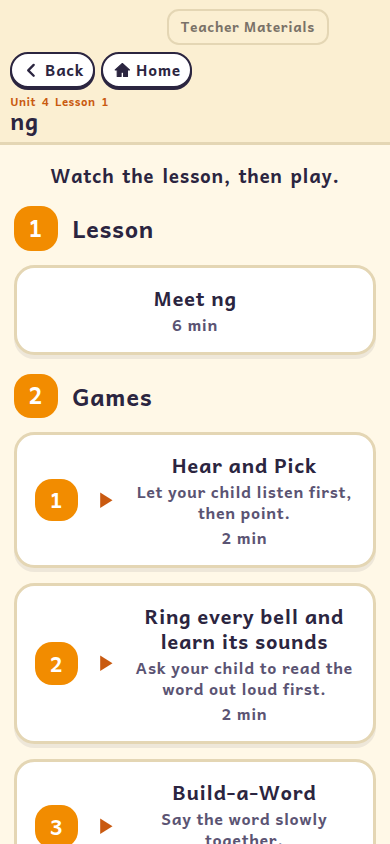 Teacher Materials
Back
Home
Unit 4 Lesson 1
ng
Watch the lesson, then play.
1
Lesson
Meet ng
6 min
2
Games
1
Hear and Pick
Let your child listen first,
then point.
2 min
2
Ring every bell and
learn its sounds
Ask your child to read the
word out loud first.
2 min
3
Build-a-Word
Say the word slowly
together.